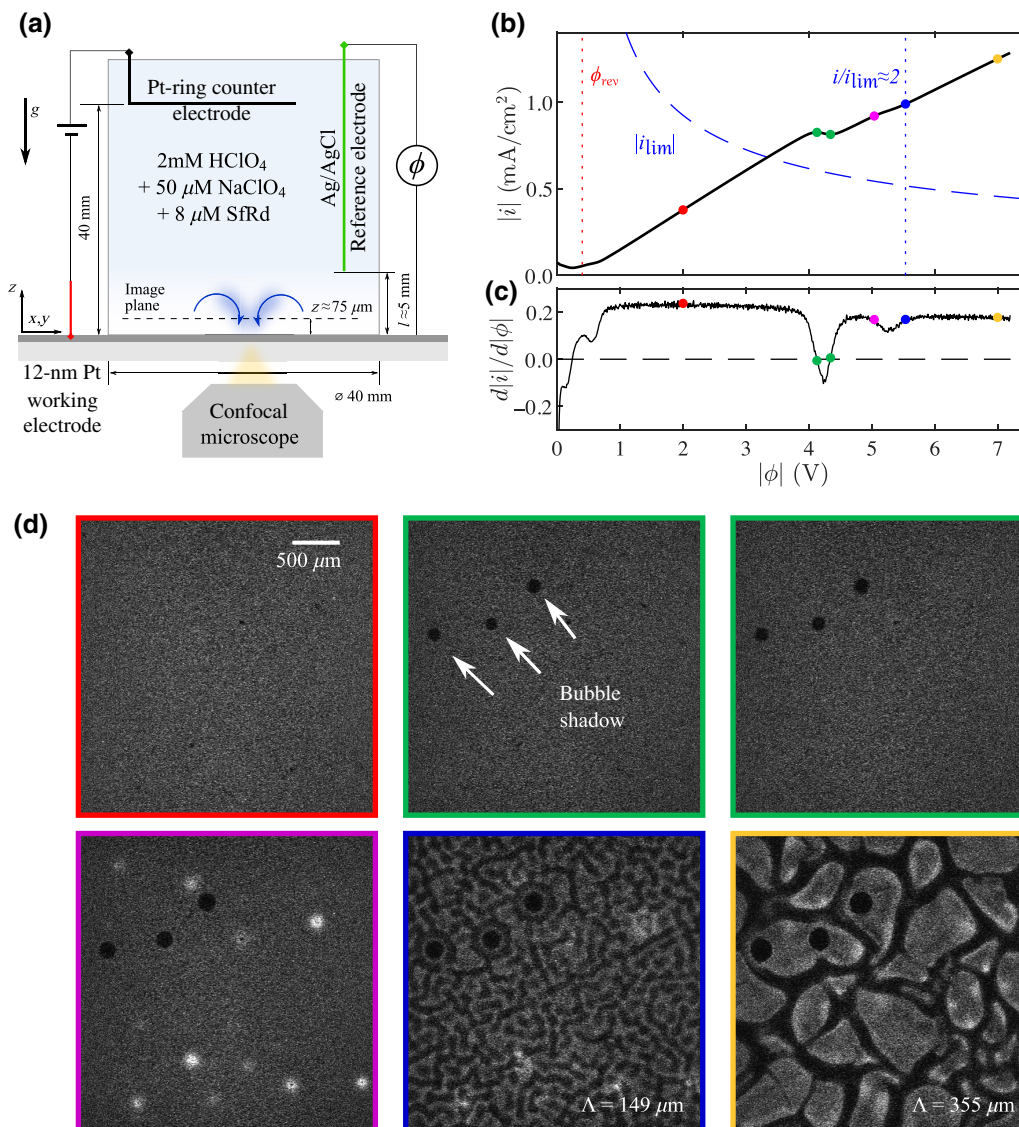 (a)
g
40 mm
Pt-ring counter
electrode
2mM HClO₄
+ 50 μM NaClO₄
+ 8 μM SfRd
Ag/AgCl
Reference electrode
ϕ
z
x,y
Image
plane
z ≈ 75 μm
l ≈5 mm
12-nm Pt
working
electrode
⌀ 40 mm
Confocal
microscope
(b)
ϕrev
i/ilim≈2
|ilim|
|i| (mA/cm²)
1.0
0.5
0.0
(c)
d|i|/d|ϕ|
0.2
0.0
−0.2
0 1 2 3 4 5 6 7
|ϕ| (V)
(d)
500 μm
Bubble
shadow
Λ = 149 μm
Λ = 355 μm